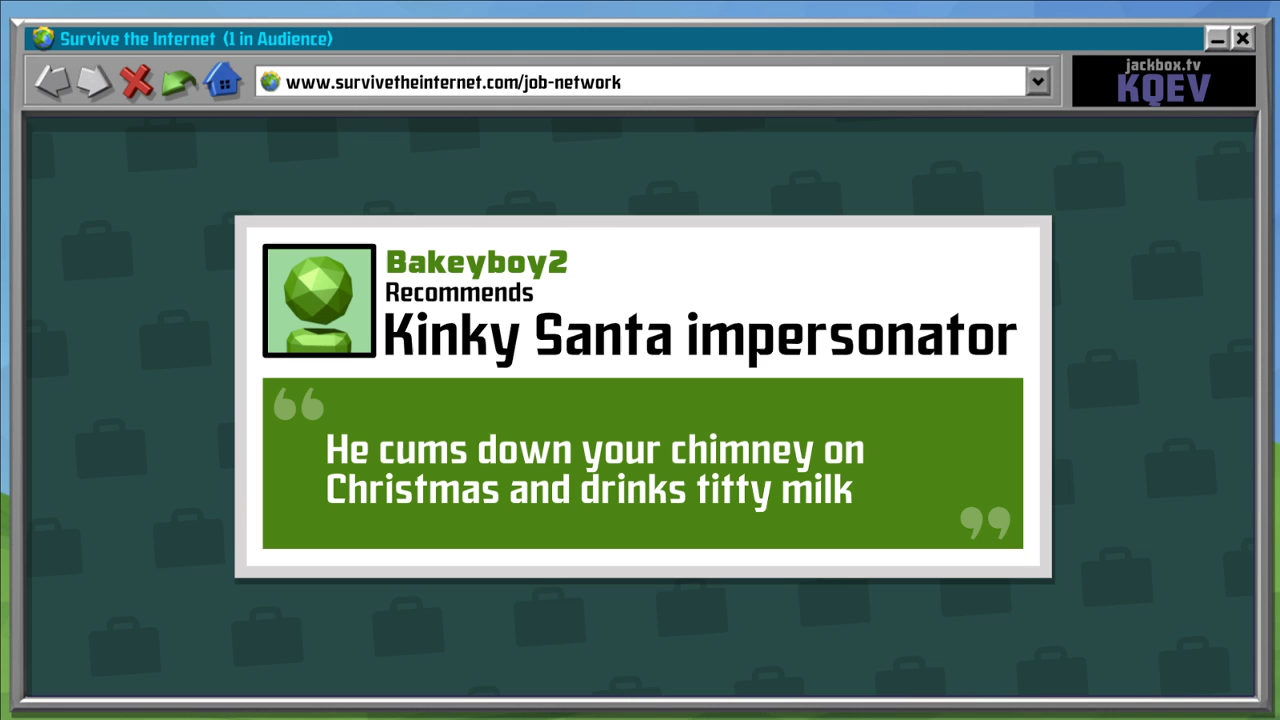 Survive the Internet (1 in Audience)
www.survivetheinternet.com/job-network
jackbox.tv
KQEV
Bakeyboy2
Recommends
Kinky Santa impersonator
“
He cums down your chimney on
Christmas and drinks titty milk
”